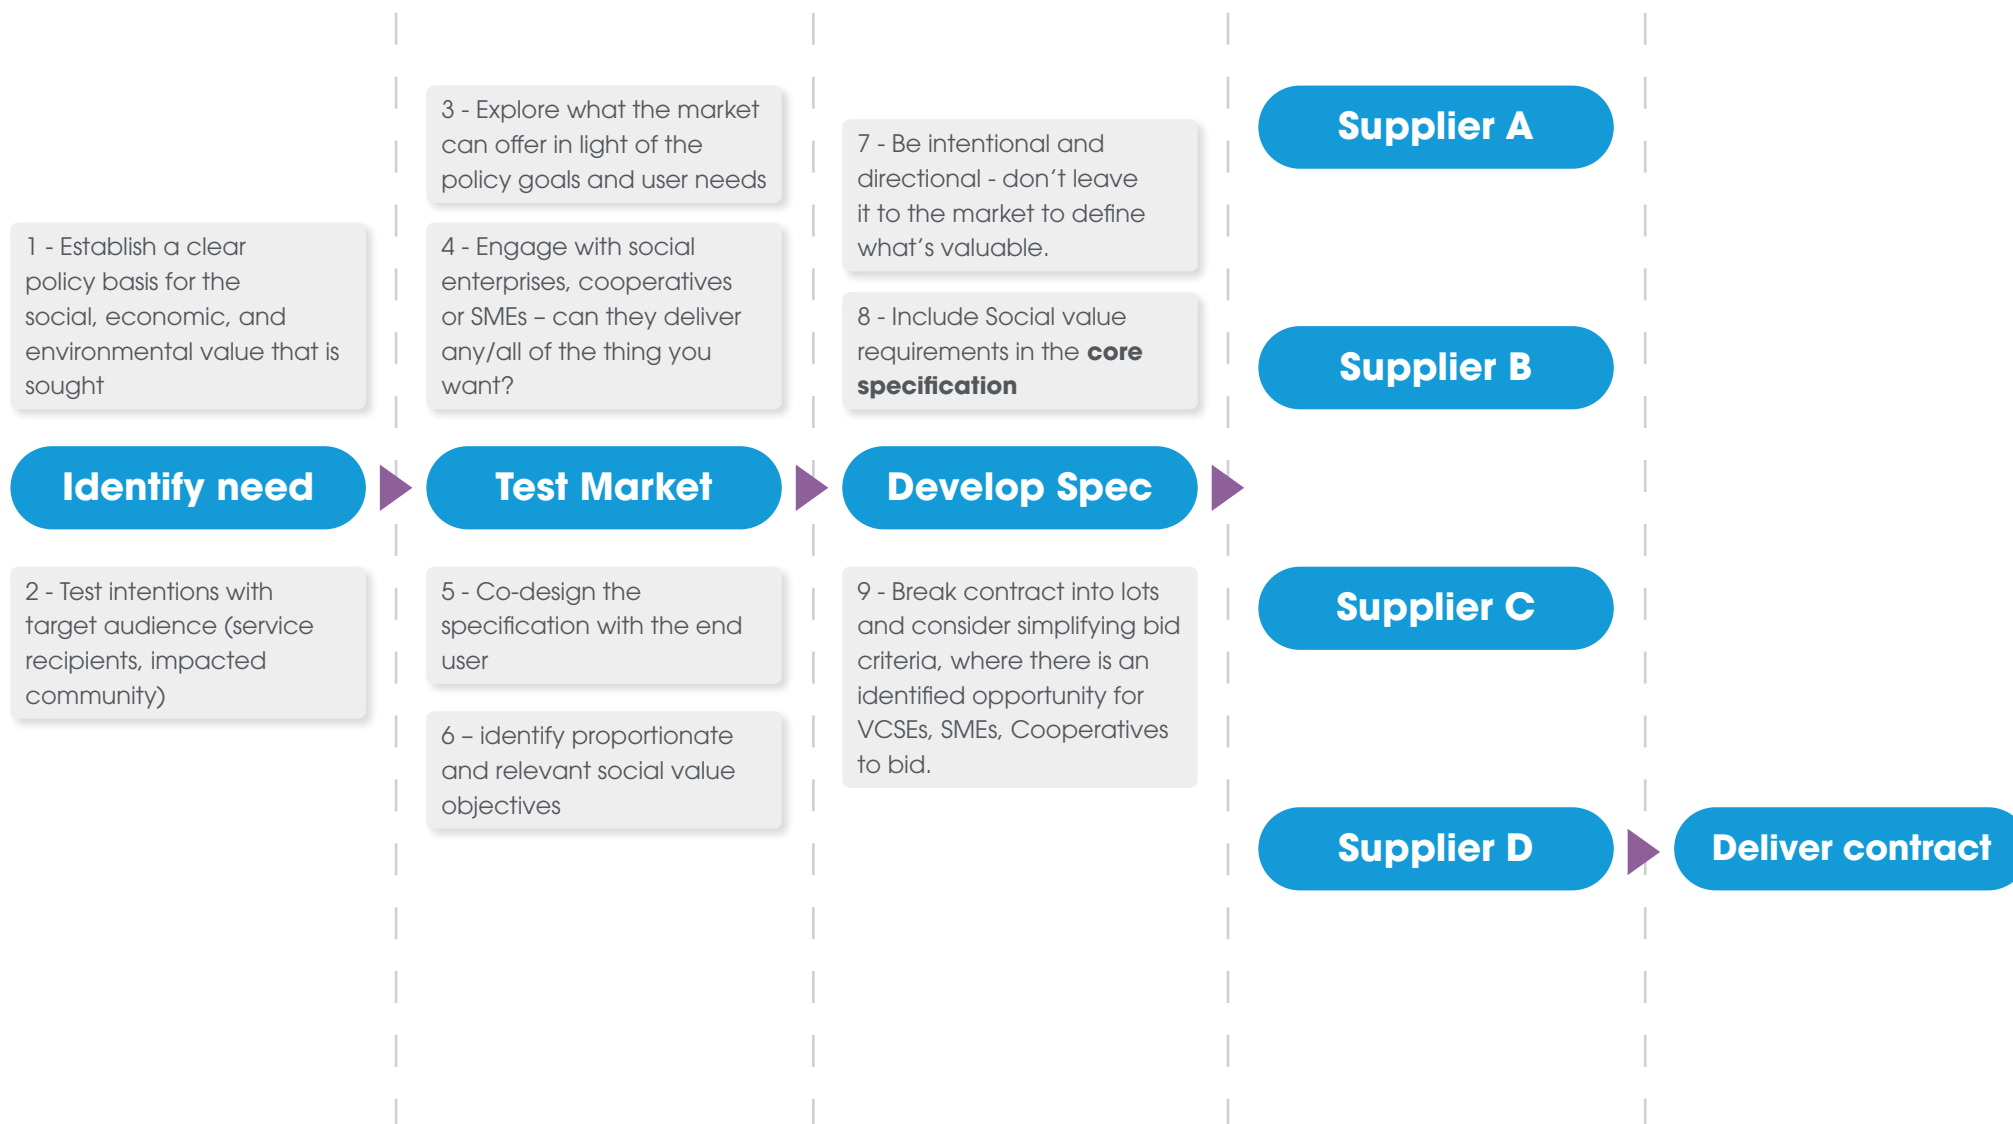 1 - Establish a clear
policy basis for the
social, economic, and
environmental value that is
sought
Identify need
2 - Test intentions with
target audience (service
recipients, impacted
community)
3 - Explore what the market
can offer in light of the
policy goals and user needs
4 - Engage with social
enterprises, cooperatives
or SMEs – can they deliver
any/all of the thing you
want?
Test Market
5 - Co-design the
specification with the end
user
6 – identify proportionate
and relevant social value
objectives
7 - Be intentional and
directional - don’t leave
it to the market to define
what’s valuable.
8 - Include Social value
requirements in the core
specification
Develop Spec
9 - Break contract into lots
and consider simplifying bid
criteria, where there is an
identified opportunity for
VCSEs, SMEs, Cooperatives
to bid.
Supplier A
Supplier B
Supplier C
Supplier D
Deliver contract